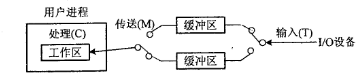 用户进程
处理(C)
工作区
传送(M)
缓冲区
缓冲区
输入(T)
I/O设备